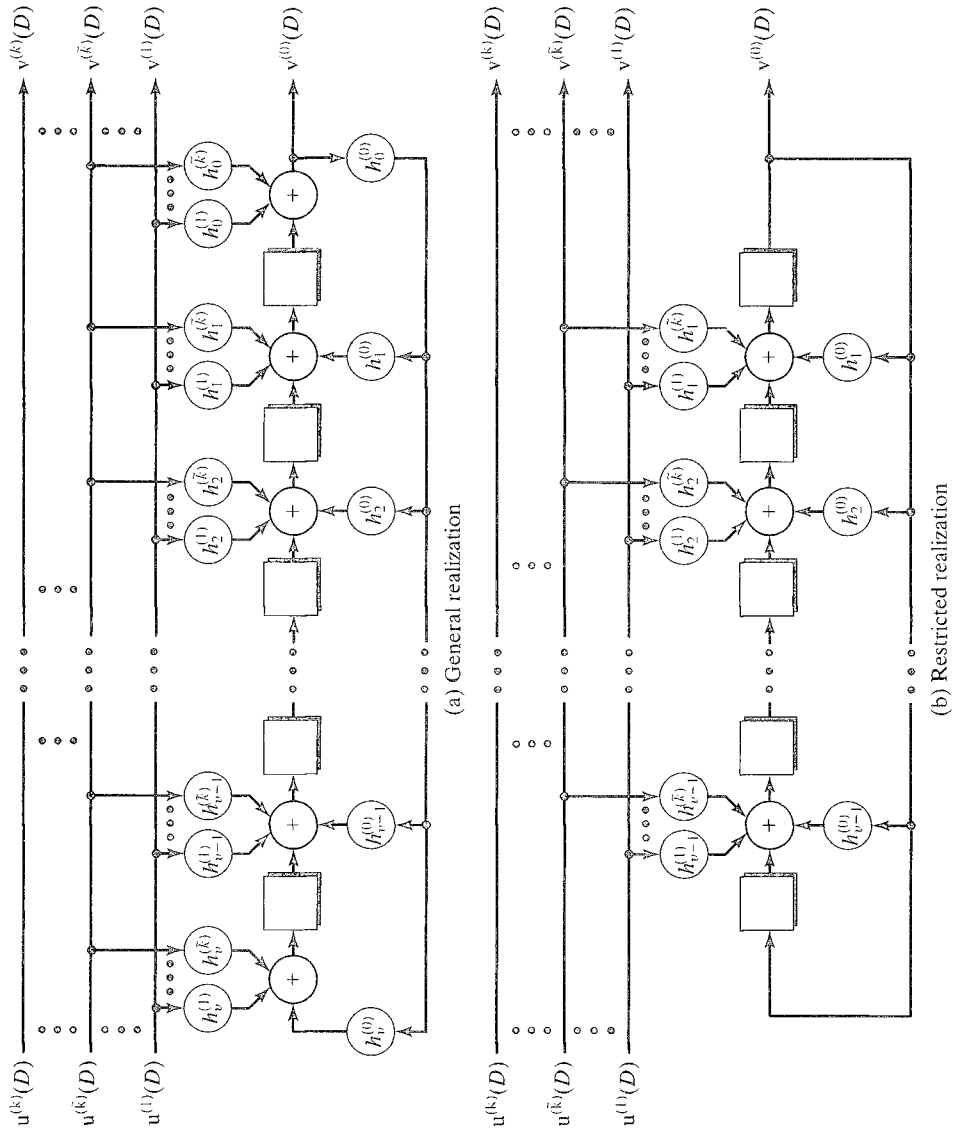 u⁽ᵏ⁾(D) v⁽ᵏ⁾(D)
u⁽ᵏ̃⁾(D) v⁽ᵏ̃⁾(D)
u⁽¹⁾(D) v⁽¹⁾(D)
h_v^(1) h_v^(k̃) h_{v−1}^(1) h_{v−1}^(k̃) h_2^(1) h_2^(k̃) h_1^(1) h_1^(k̃) h_0^(1) h_0^(k̃)
+ + + + + v⁽⁰⁾(D)
h_v^(0) h_{v−1}^(0) h_2^(0) h_1^(0) h_0^(0)
(a) General realization
u⁽ᵏ⁾(D) v⁽ᵏ⁾(D)
u⁽ᵏ̃⁾(D) v⁽ᵏ̃⁾(D)
u⁽¹⁾(D) v⁽¹⁾(D)
h_{v−1}^(1) h_{v−1}^(k̃) h_2^(1) h_2^(k̃) h_1^(1) h_1^(k̃)
+ + + v⁽⁰⁾(D)
h_{v−1}^(0) h_2^(0) h_1^(0)
(b) Restricted realization